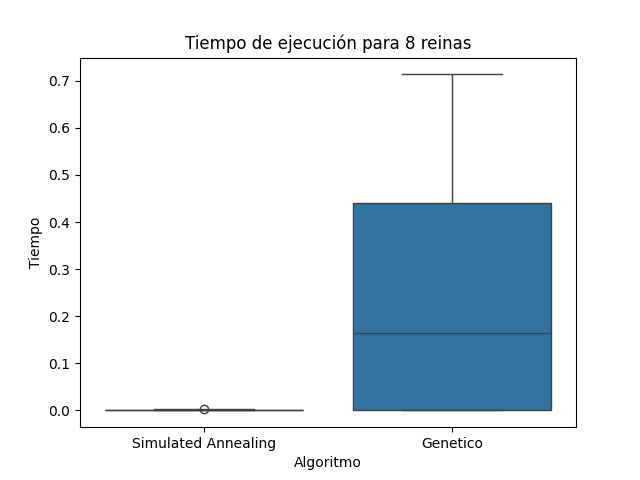 Tiempo de ejecución para 8 reinas
Tiempo
0.7
0.6
0.5
0.4
0.3
0.2
0.1
0.0
Simulated Annealing
Genetico
Algoritmo